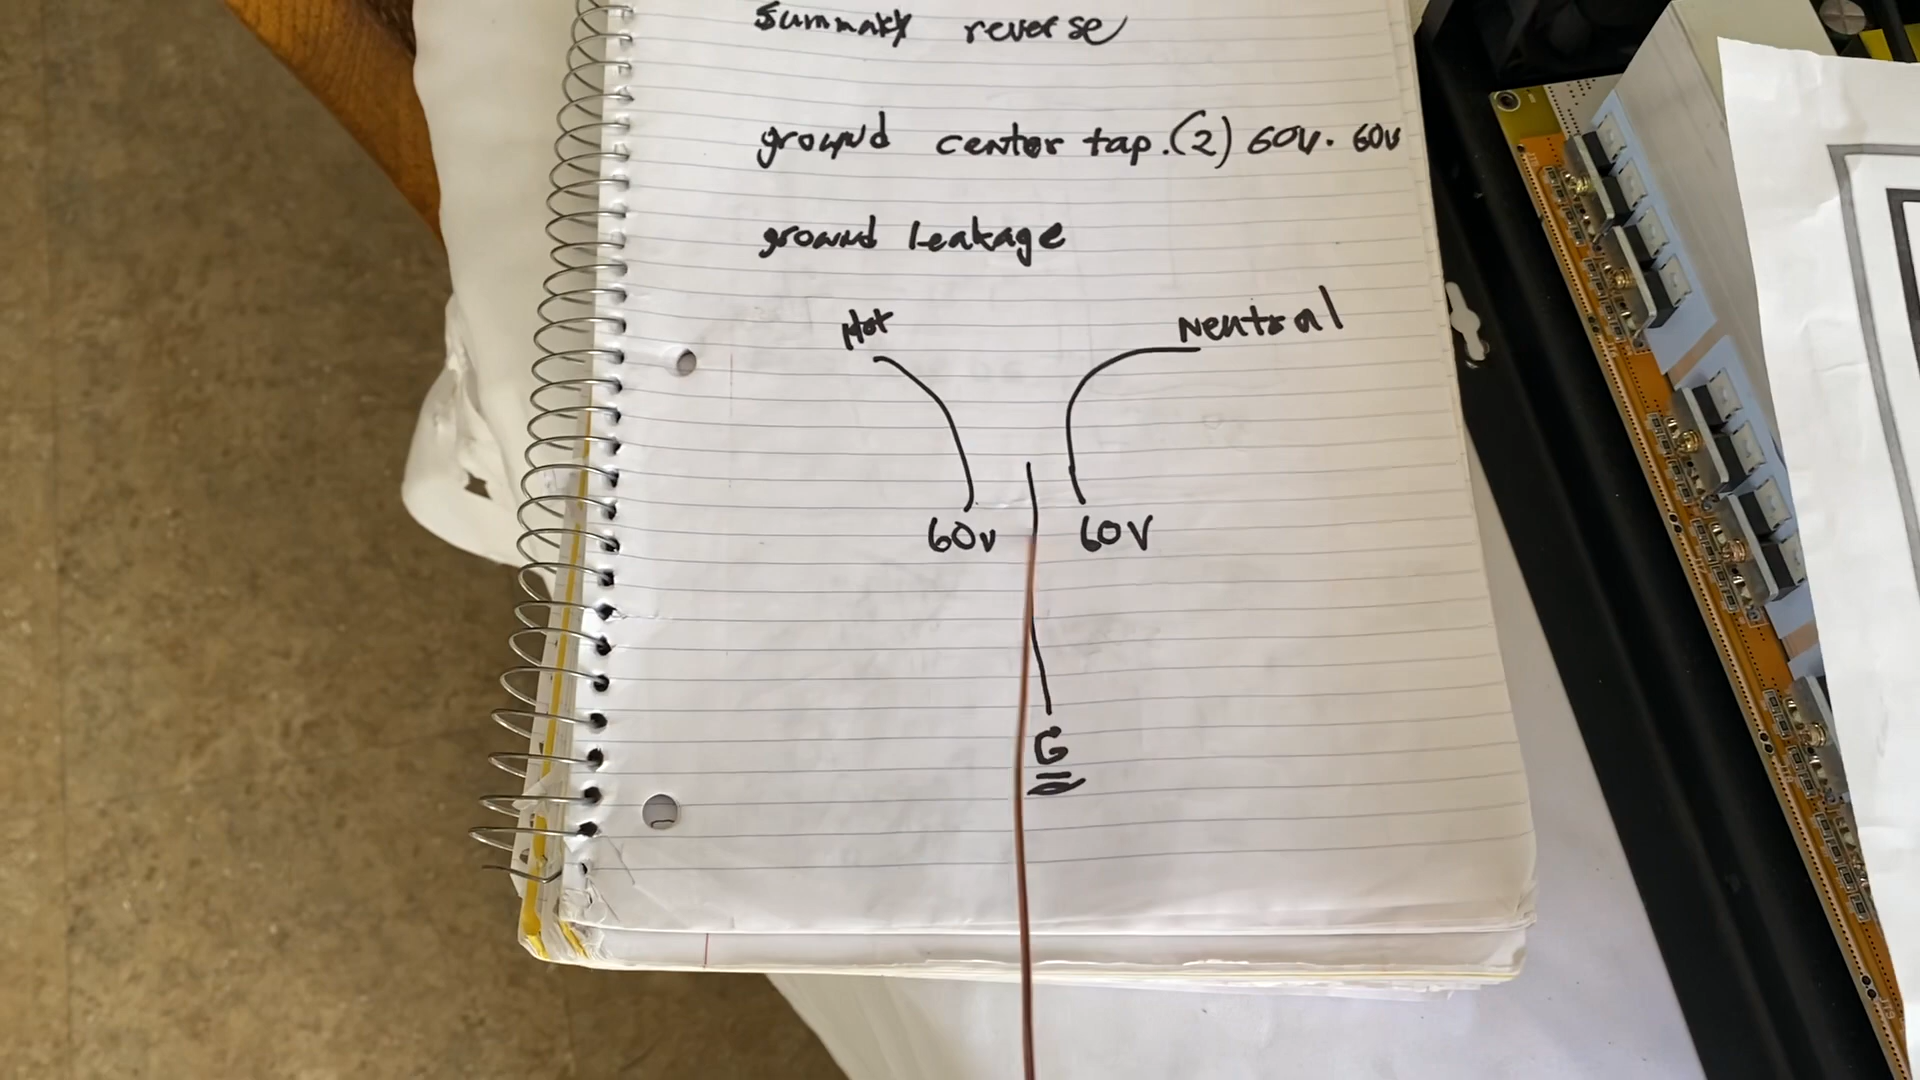 summary reverse
ground center tap. (2) 60v. 60v
ground leakage
Hot Neutral
60v 60V
G